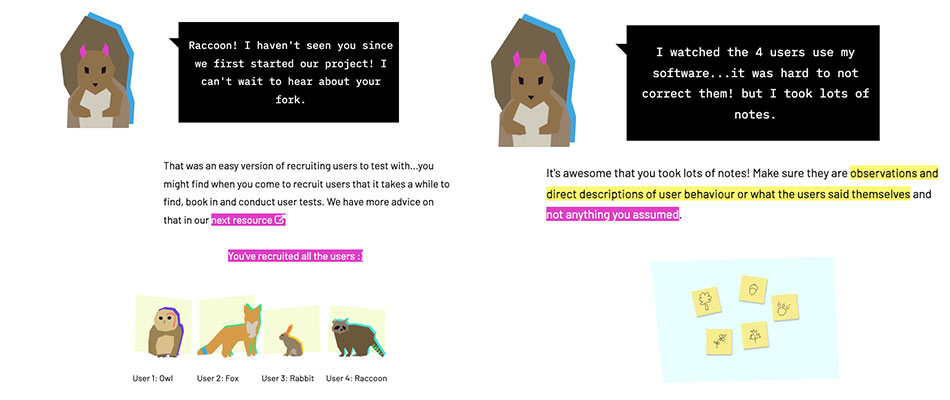 Raccoon! I haven't seen you since
we first started our project! I
can't wait to hear about your
fork.
That was an easy version of recruiting users to test with...you
might find when you come to recruit users that it takes a while to
find, book in and conduct user tests. We have more advice on
that in our next resource
You've recruited all the users :)
User 1: Owl
User 2: Fox
User 3: Rabbit
User 4: Raccoon
I watched the 4 users use my
software...it was hard to not
correct them! but I took lots of
notes.
It's awesome that you took lots of notes! Make sure they are observations and
direct descriptions of user behaviour or what the users said themselves and
not anything you assumed.